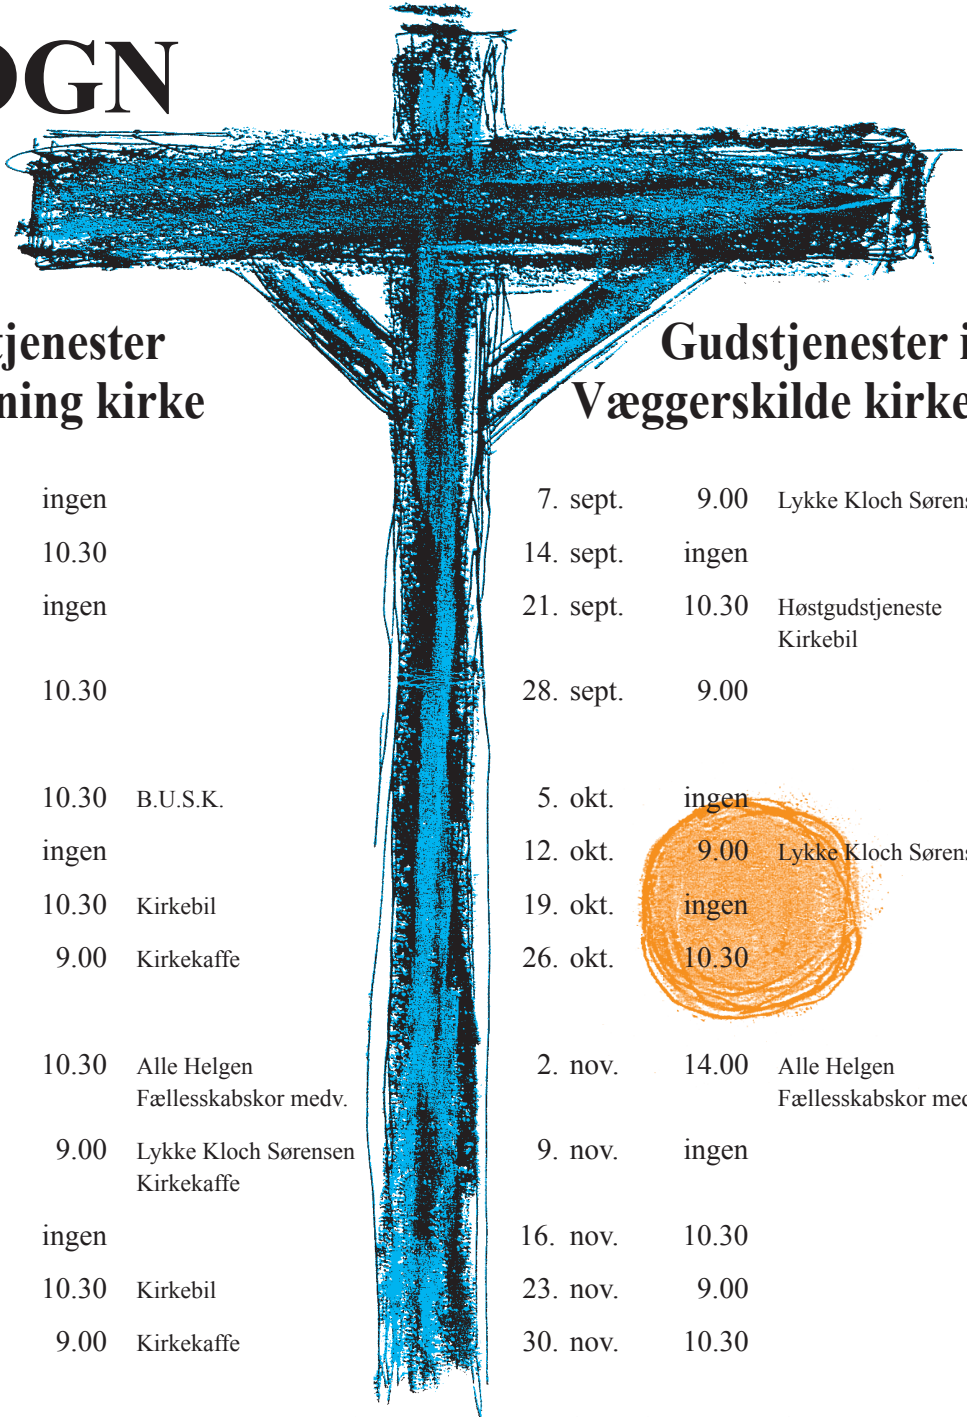 OGN
tjenester
ning kirke
ingen
10.30
ingen
10.30
10.30 B.U.S.K.
ingen
10.30 Kirkebil
9.00 Kirkekaffe
10.30 Alle Helgen
Fællesskabskor medv.
9.00 Lykke Kloch Sørensen
Kirkekaffe
ingen
10.30 Kirkebil
9.00 Kirkekaffe
Gudstjenester i
Væggerskilde kirke
7. sept. 9.00 Lykke Kloch Sørens
14. sept. ingen
21. sept. 10.30 Høstgudstjeneste
Kirkebil
28. sept. 9.00
5. okt. ingen
12. okt. 9.00 Lykke Kloch Sørens
19. okt. ingen
26. okt. 10.30
2. nov. 14.00 Alle Helgen
Fællesskabskor med
9. nov. ingen
16. nov. 10.30
23. nov. 9.00
30. nov. 10.30